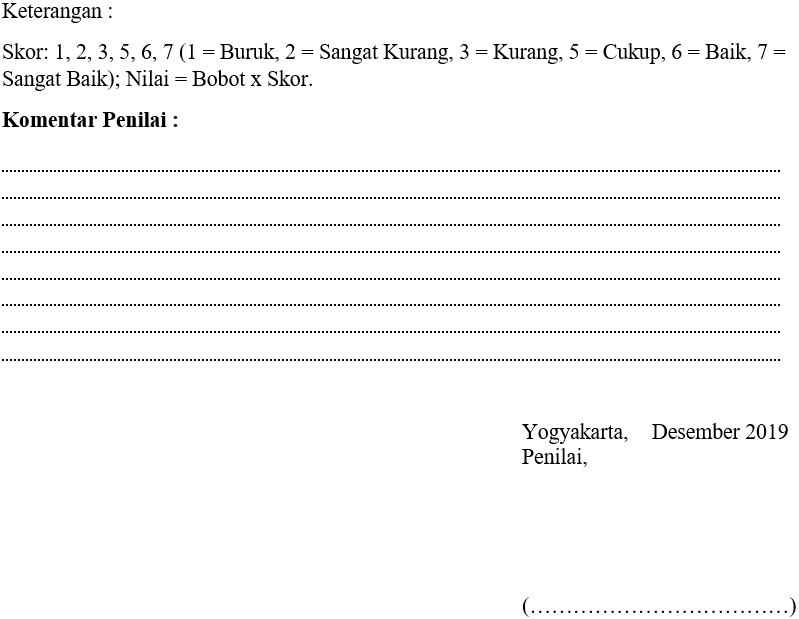 Keterangan :
Skor: 1, 2, 3, 5, 6, 7 (1 = Buruk, 2 = Sangat Kurang, 3 = Kurang, 5 = Cukup, 6 = Baik, 7 =
Sangat Baik); Nilai = Bobot x Skor.
Komentar Penilai :
................................................................................
................................................................................
................................................................................
................................................................................
................................................................................
................................................................................
................................................................................
................................................................................
Yogyakarta, Desember 2019
Penilai,
(………………………………)